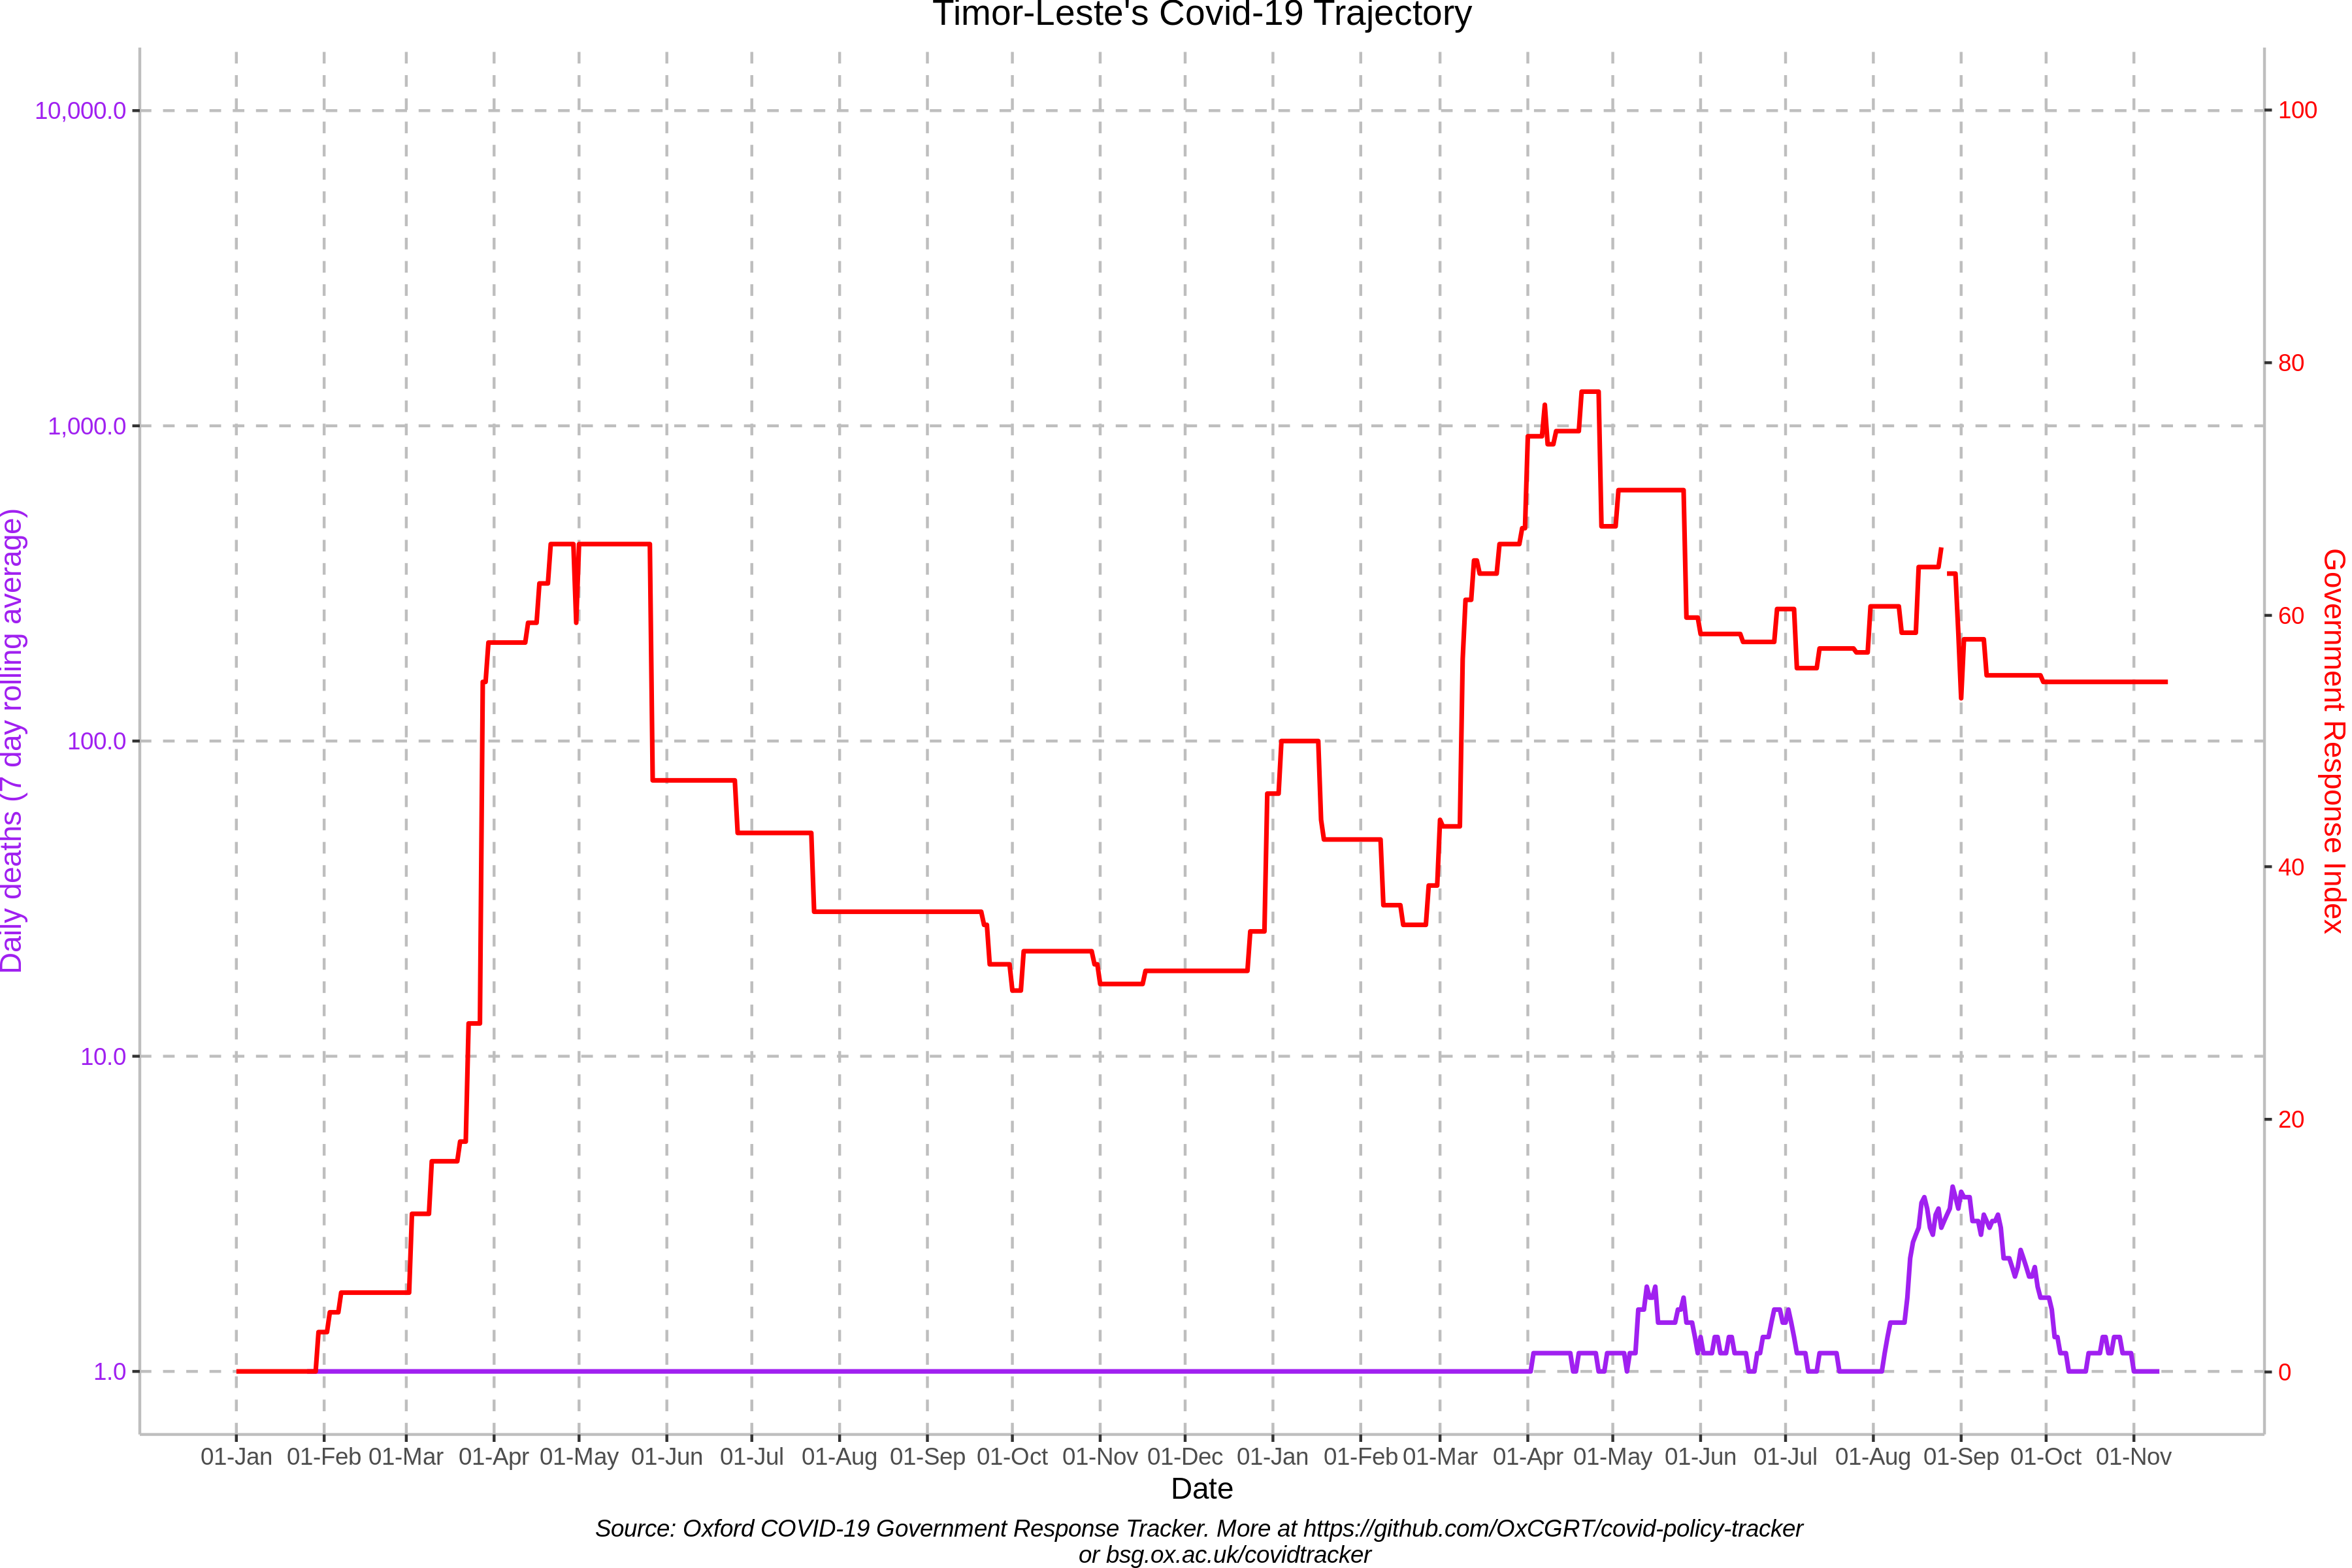 Timor-Leste's Covid-19 Trajectory
10,000.0
1,000.0
100.0
10.0
1.0
Daily deaths (7 day rolling average)
100
80
60
40
20
0
Government Response Index
01-Jan 01-Feb 01-Mar 01-Apr 01-May 01-Jun 01-Jul 01-Aug 01-Sep 01-Oct 01-Nov 01-Dec 01-Jan 01-Feb 01-Mar 01-Apr 01-May 01-Jun 01-Jul 01-Aug 01-Sep 01-Oct 01-Nov
Date
Source: Oxford COVID-19 Government Response Tracker. More at https://github.com/OxCGRT/covid-policy-tracker
or bsg.ox.ac.uk/covidtracker